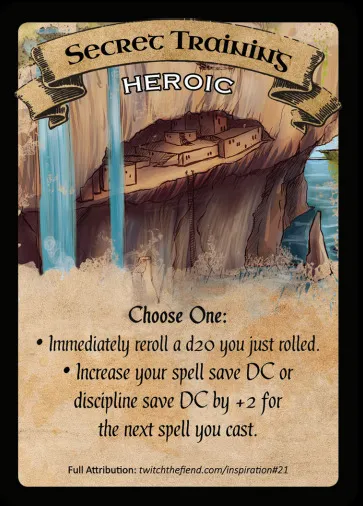 Secret Training
HEROIC
Choose One:
• Immediately reroll a d20 you just rolled.
• Increase your spell save DC or
discipline save DC by +2 for
the next spell you cast.
Full Attribution: twitchthefiend.com/inspiration#21